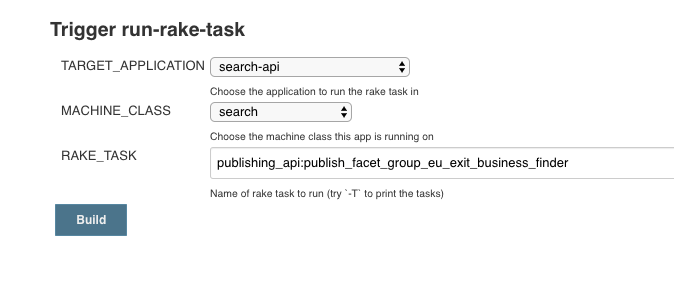 Trigger run-rake-task
TARGET_APPLICATION search-api
Choose the application to run the rake task in
MACHINE_CLASS search
Choose the machine class this app is running on
RAKE_TASK publishing_api:publish_facet_group_eu_exit_business_finder
Name of rake task to run (try `-T` to print the tasks)
Build